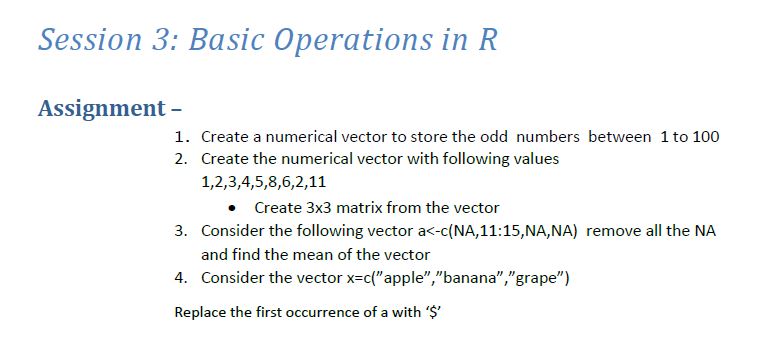 Session 3: Basic Operations in R
Assignment –
1. Create a numerical vector to store the odd numbers between 1 to 100
2. Create the numerical vector with following values
1,2,3,4,5,8,6,2,11
• Create 3x3 matrix from the vector
3. Consider the following vector a<-c(NA,11:15,NA,NA) remove all the NA
and find the mean of the vector
4. Consider the vector x=c(”apple”,”banana”,”grape”)
Replace the first occurrence of a with ‘$’